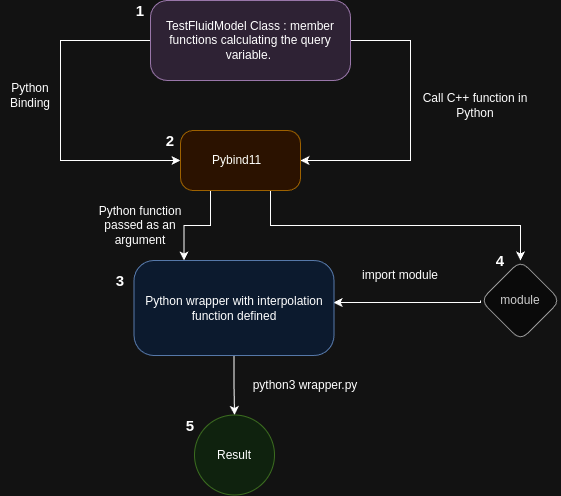 1
TestFluidModel Class : member
functions calculating the query
variable.
Python
Binding
Call C++ function in
Python
2
Pybind11
Python function
passed as an
argument
3
Python wrapper with interpolation
function defined
import module
4
module
python3 wrapper.py
5
Result